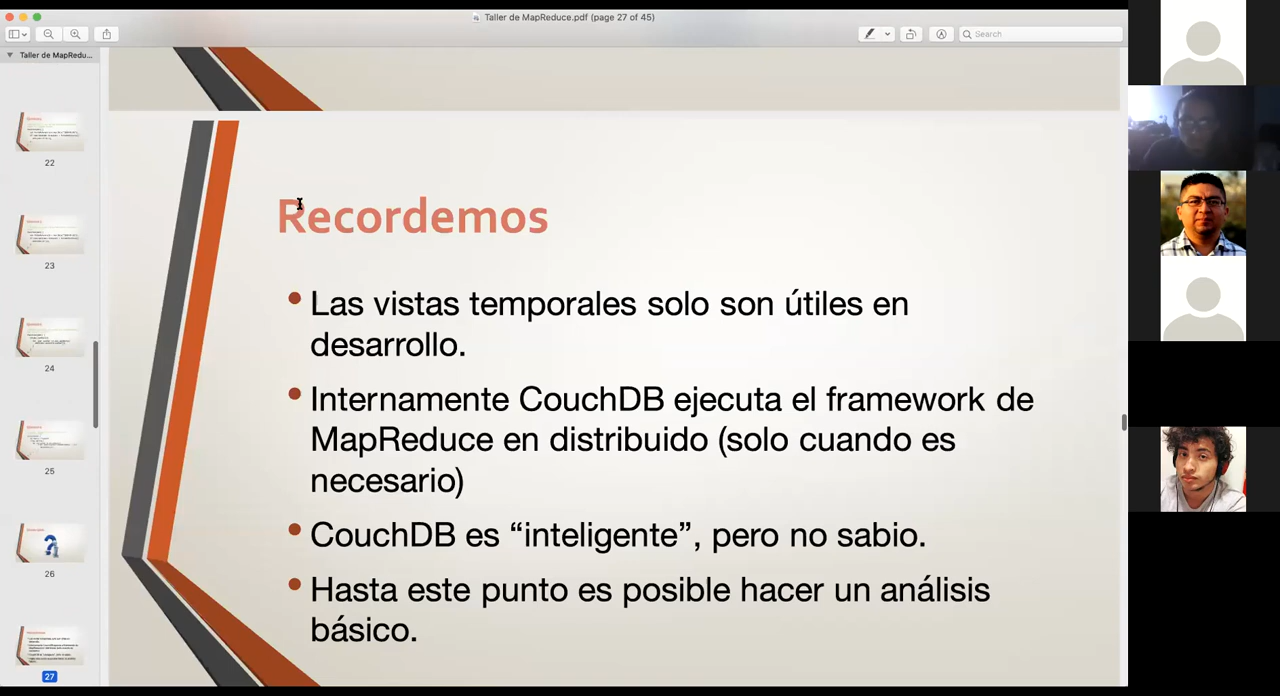 Taller de MapReduce.pdf (page 27 of 45)
Search
Taller de MapRedu...
22
23
24
25
26
27
Recordemos
• Las vistas temporales solo son útiles en
desarrollo.
• Internamente CouchDB ejecuta el framework de
MapReduce en distribuido (solo cuando es
necesario)
• CouchDB es “inteligente”, pero no sabio.
• Hasta este punto es posible hacer un análisis
básico.